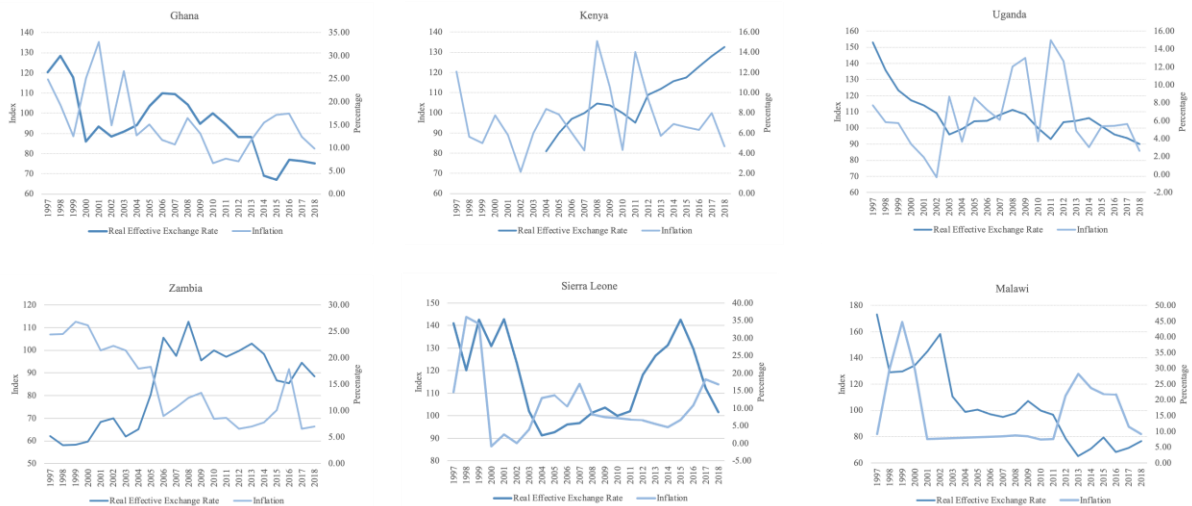 Ghana
140 35.00
130 30.00
120 25.00
110
100 20.00
90 15.00
80 10.00
70 5.00
60 0.00
Index
Percentage
1997 1998 1999 2000 2001 2002 2003 2004 2005 2006 2007 2008 2009 2010 2011 2012 2013 2014 2015 2016 2017 2018
Real Effective Exchange Rate Inflation
Kenya
140 16.00
130 14.00
120 12.00
110 10.00
100 8.00
90 6.00
80 4.00
70 2.00
60 0.00
Index
Percentage
1997 1998 1999 2000 2001 2002 2003 2004 2005 2006 2007 2008 2009 2010 2011 2012 2013 2014 2015 2016 2017 2018
Real Effective Exchange Rate Inflation
Uganda
160 16.00
150 14.00
140 12.00
130 10.00
120 8.00
110 6.00
100 4.00
90 2.00
80 0.00
70 -2.00
60
Index
Percentage
1997 1998 1999 2000 2001 2002 2003 2004 2005 2006 2007 2008 2009 2010 2011 2012 2013 2014 2015 2016 2017 2018
Real Effective Exchange Rate Inflation
Zambia
120 30.00
110 25.00
100 20.00
90
80 15.00
70 10.00
60 5.00
50 0.00
Index
Percenatge
1997 1998 1999 2000 2001 2002 2003 2004 2005 2006 2007 2008 2009 2010 2011 2012 2013 2014 2015 2016 2017 2018
Real Effective Exchange Rate Inflation
Sierra Leone
150 40.00
140 35.00
130 30.00
120 25.00
110 20.00
100 15.00
90 10.00
80 5.00
0.00
-5.00
Index
Percentage
1997 1998 1999 2000 2001 2002 2003 2004 2005 2006 2007 2008 2009 2010 2011 2012 2013 2014 2015 2016 2017 2018
Real Effective Exchange Rate Inflation
Malawi
180 50.00
160 45.00
140 40.00
120 35.00
100 30.00
80 25.00
60 20.00
15.00
10.00
5.00
0.00
Index
Percentage
1997 1998 1999 2000 2001 2002 2003 2004 2005 2006 2007 2008 2009 2010 2011 2012 2013 2014 2015 2016 2017 2018
Real Effective Exchange Rate Inflation